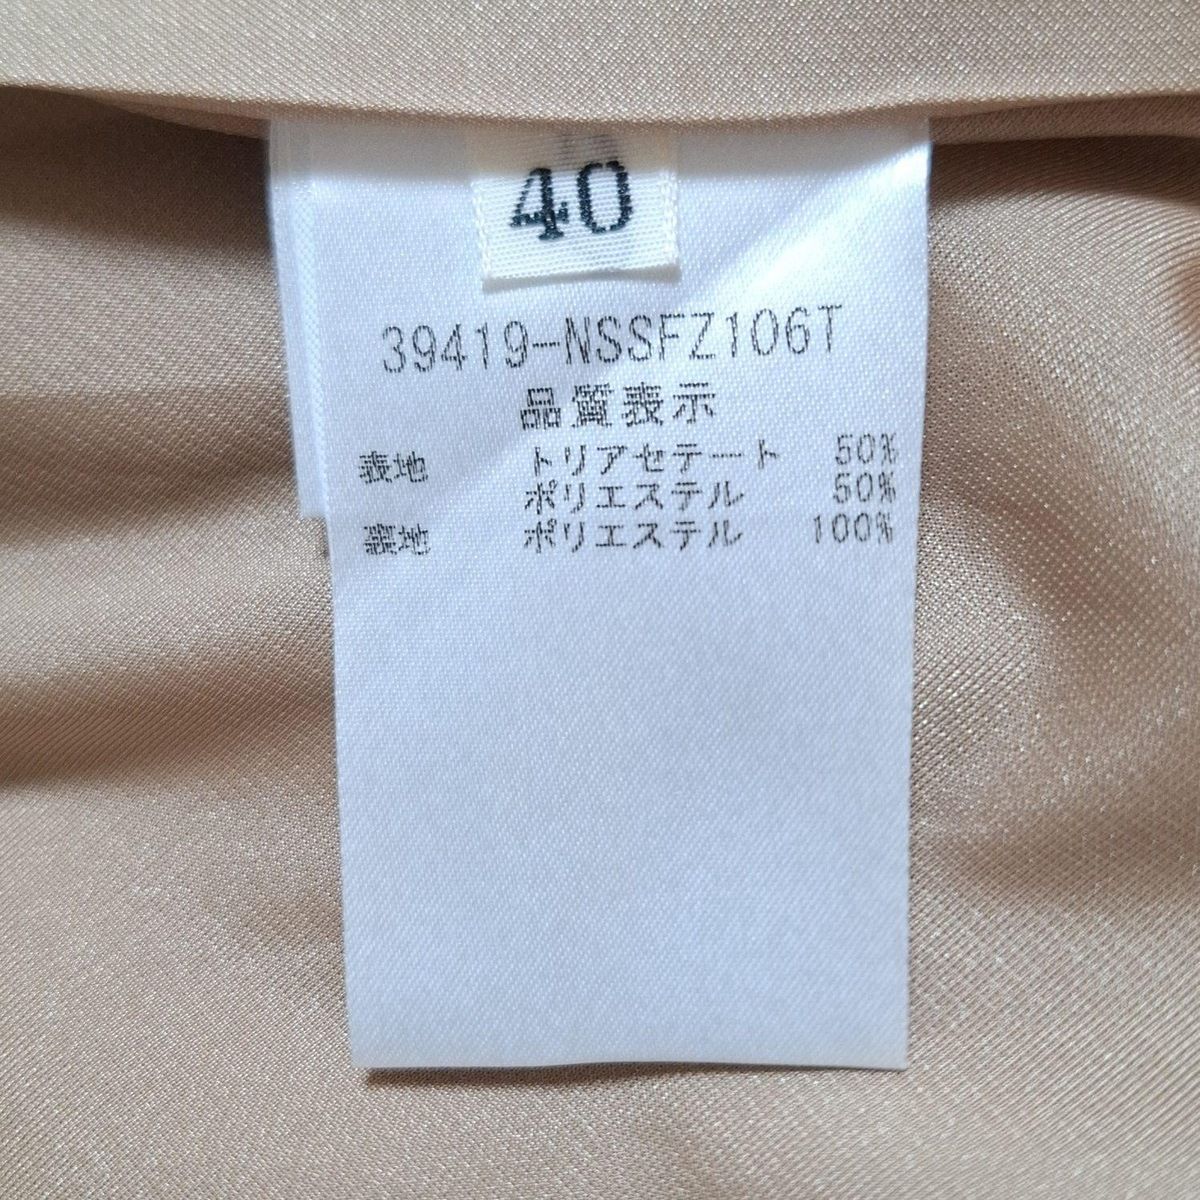 40
39419-NSSFZ106T
品質表示
表地 トリアセテート 50%
ポリエステル 50%
裏地 ポリエステル 100%